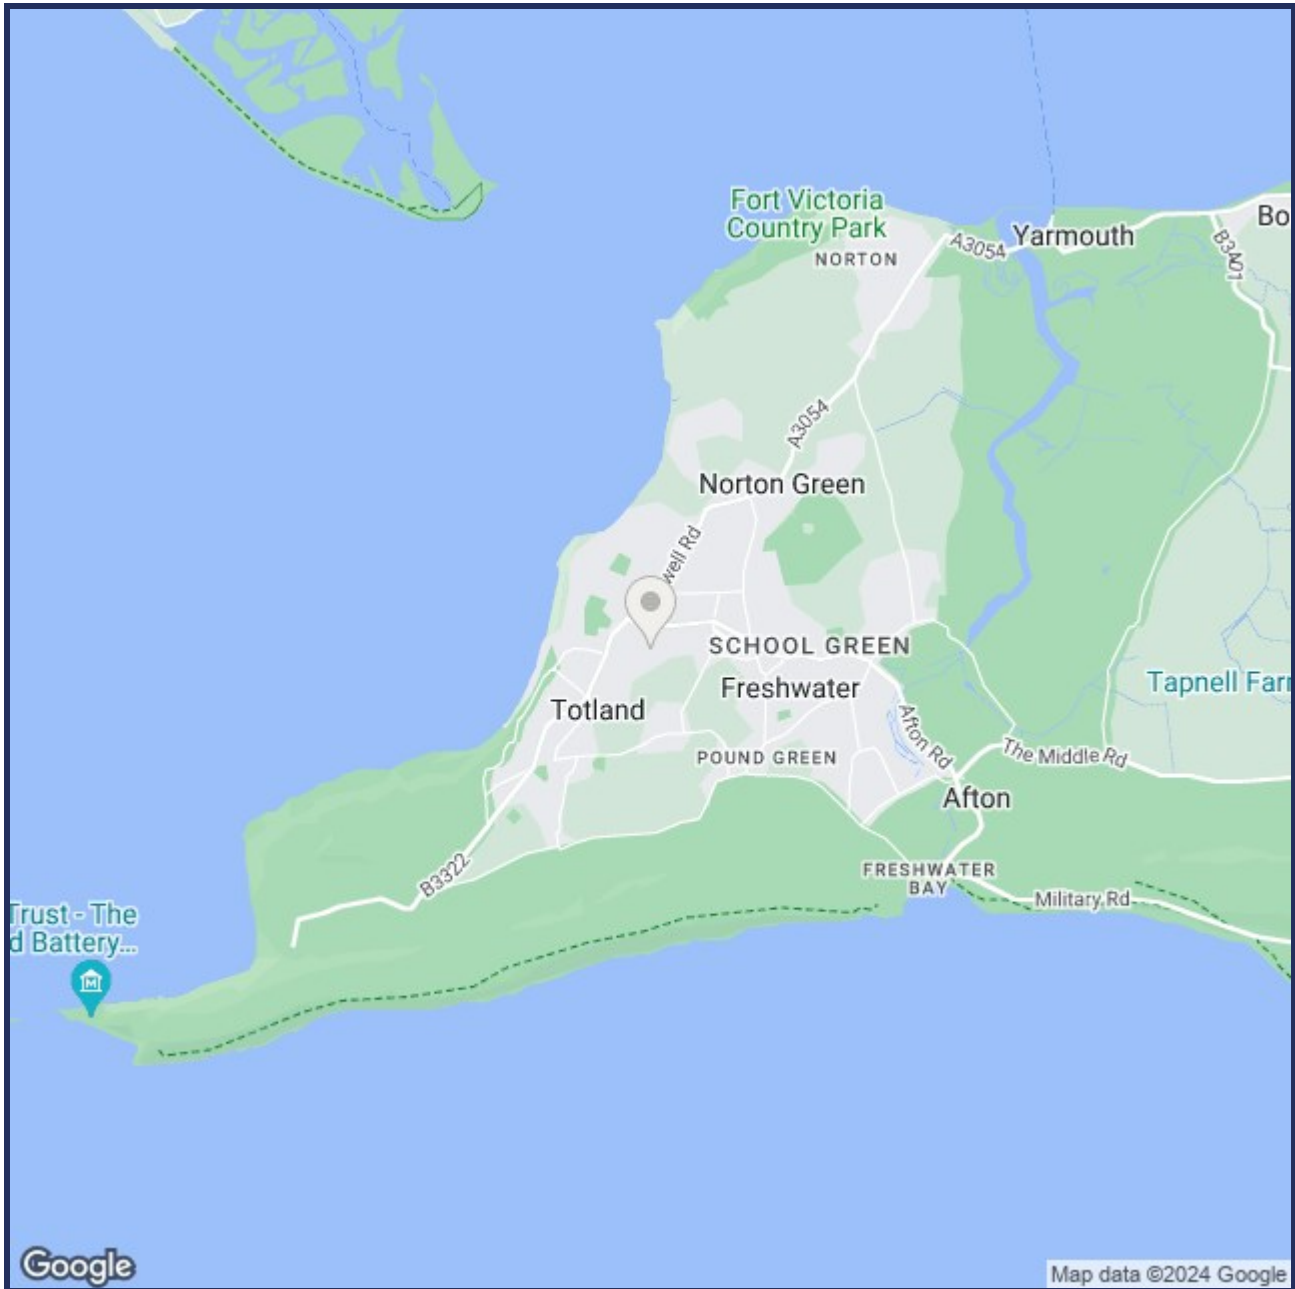 Fort Victoria
Country Park
NORTON
A3054
Yarmouth
Bo
B3401
A3054
Norton Green
well Rd
SCHOOL GREEN
Freshwater
Tapnell Far
Totland
Afton Rd
POUND GREEN
The Middle Rd
Afton
B3322
FRESHWATER
BAY
Military Rd
Trust - The
d Battery...
M
Google
Map data ©2024 Google